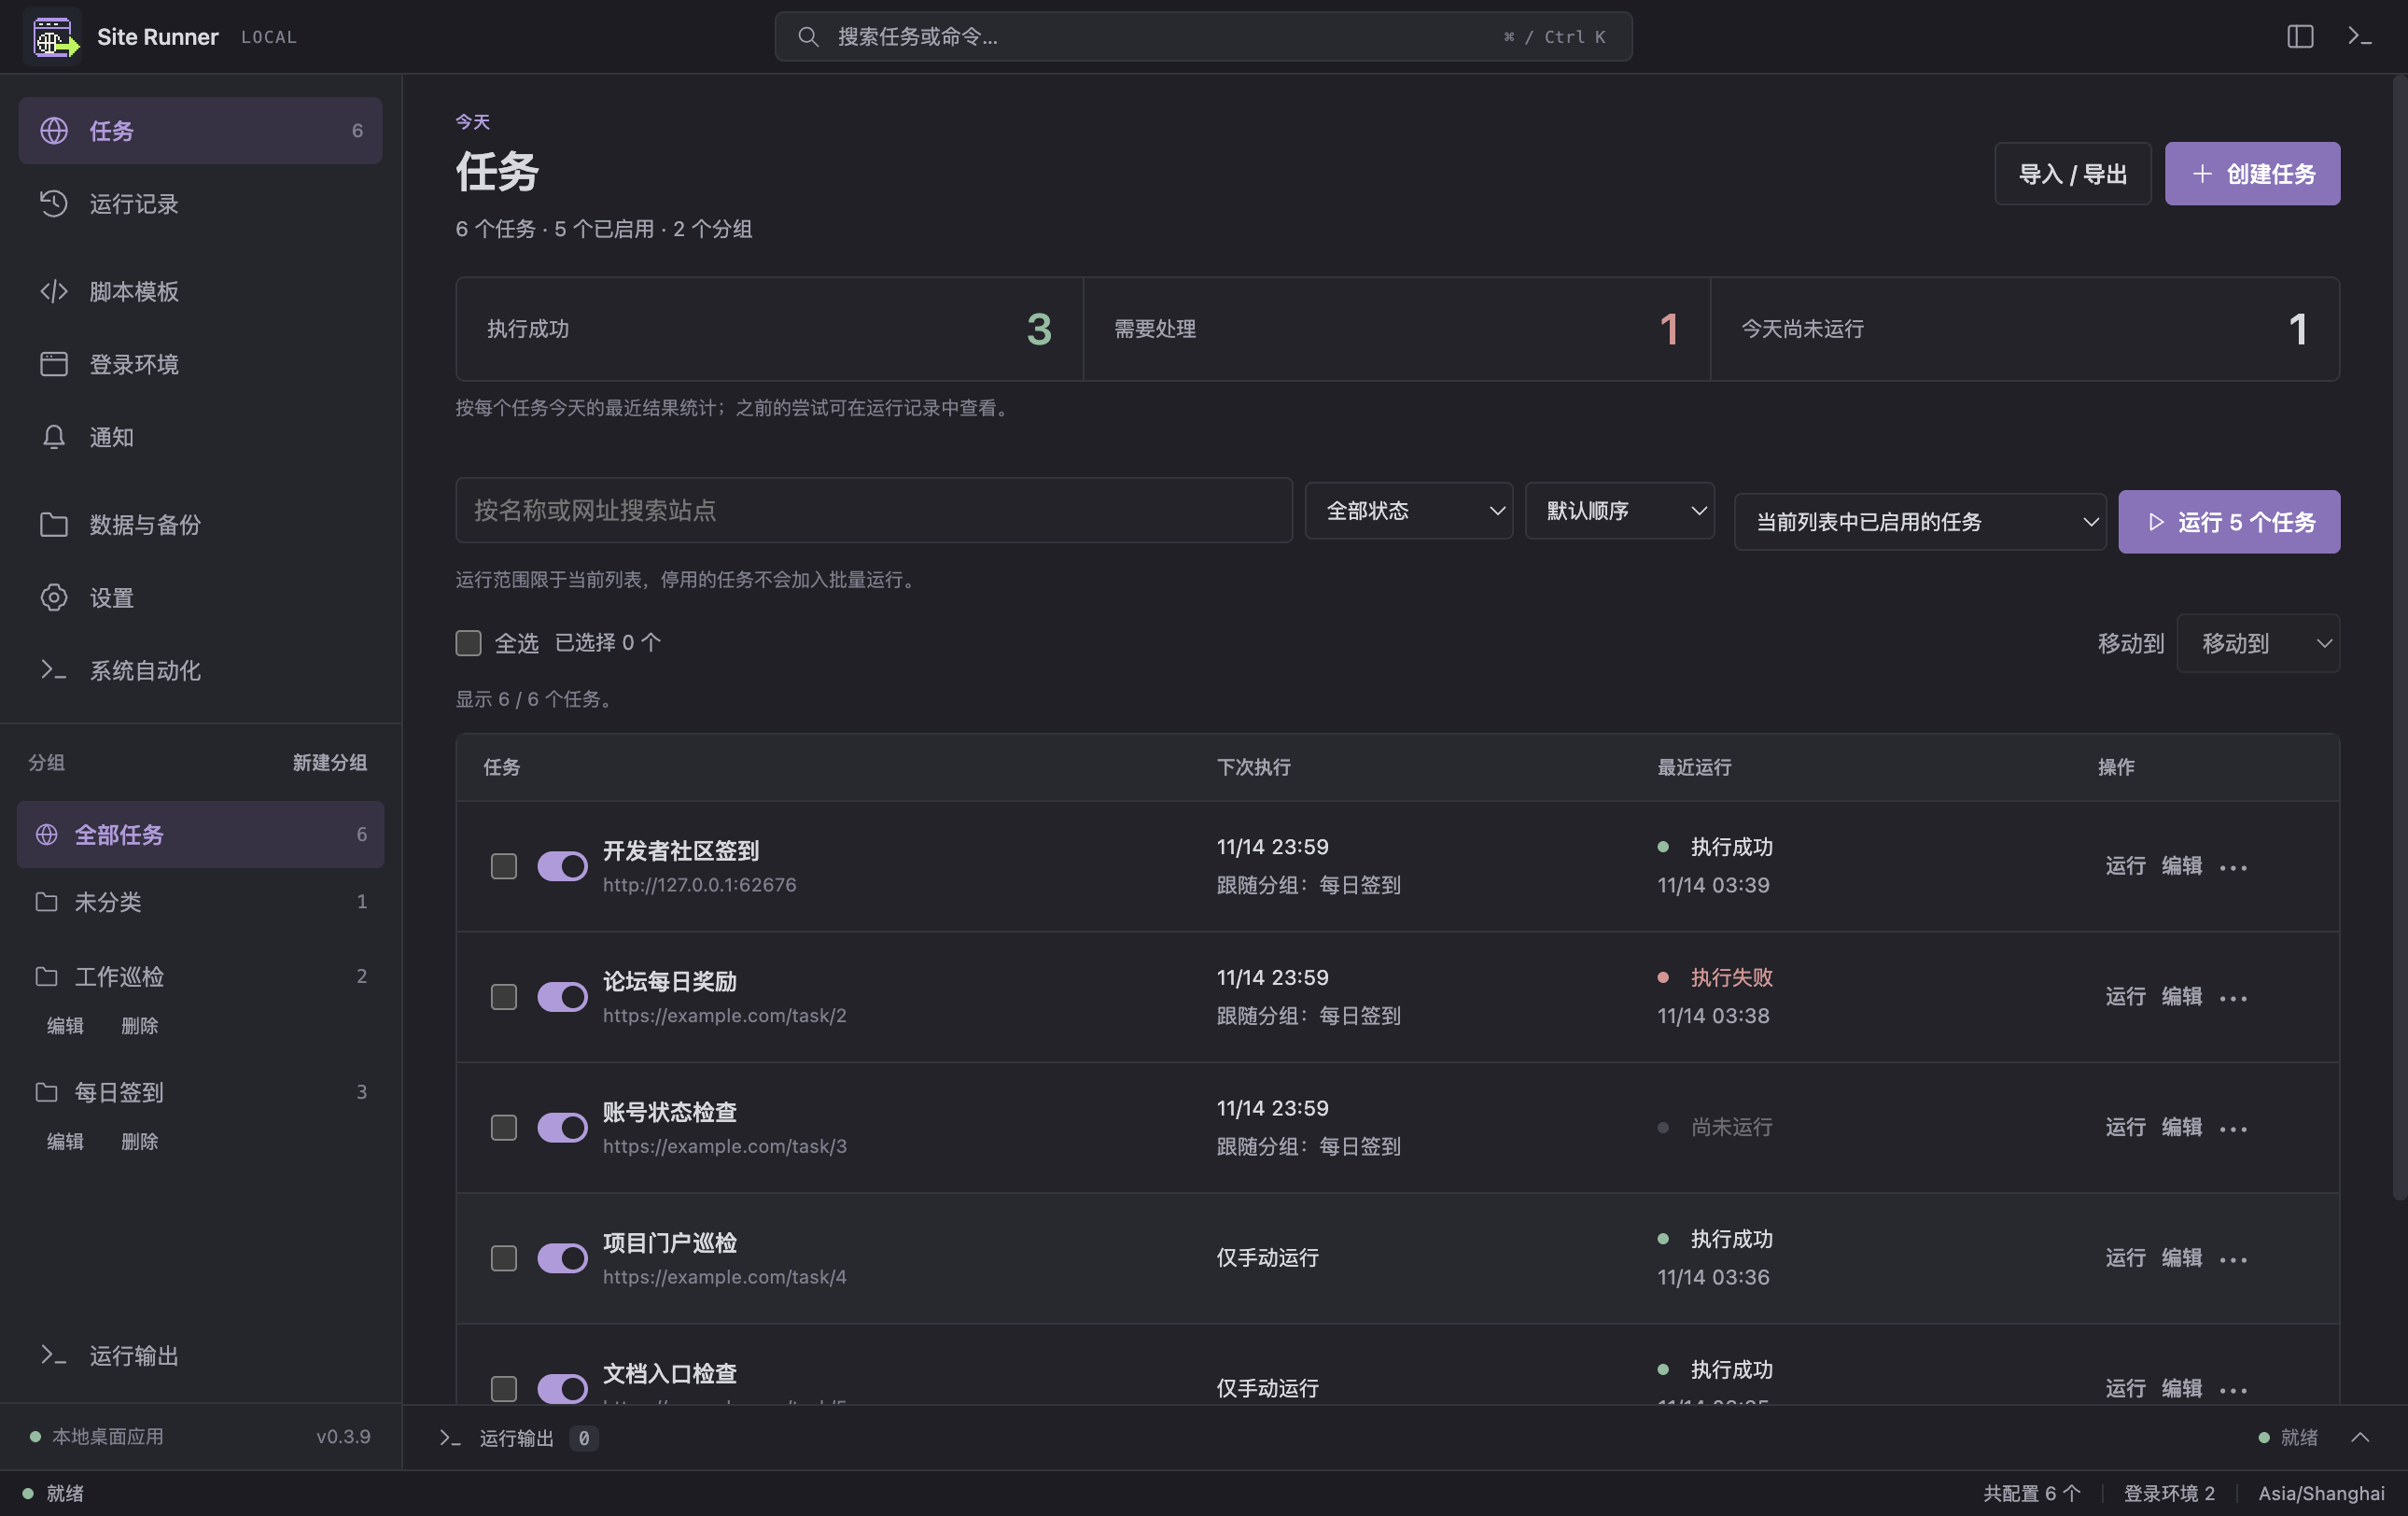 Site Runner LOCAL
搜索任务或命令... ⌘ / Ctrl K
任务 6
运行记录
脚本模板
登录环境
通知
数据与备份
设置
系统自动化
分组 新建分组
全部任务 6
未分类 1
工作巡检 2
编辑 删除
每日签到 3
编辑 删除
运行输出
本地桌面应用 v0.3.9
今天
任务
6 个任务 · 5 个已启用 · 2 个分组
导入 / 导出 创建任务
执行成功 3
需要处理 1
今天尚未运行 1
按每个任务今天的最近结果统计；之前的尝试可在运行记录中查看。
按名称或网址搜索站点 全部状态 默认顺序 当前列表中已启用的任务 运行 5 个任务
运行范围限于当前列表，停用的任务不会加入批量运行。
全选 已选择 0 个 移动到 移动到
显示 6 / 6 个任务。
任务 下次执行 最近运行 操作
开发者社区签到 11/14 23:59 执行成功 运行 编辑 ...
http://127.0.0.1:62676 跟随分组：每日签到 11/14 03:39
论坛每日奖励 11/14 23:59 执行失败 运行 编辑 ...
https://example.com/task/2 跟随分组：每日签到 11/14 03:38
账号状态检查 11/14 23:59 尚未运行 运行 编辑 ...
https://example.com/task/3 跟随分组：每日签到
项目门户巡检 仅手动运行 执行成功 运行 编辑 ...
https://example.com/task/4 11/14 03:36
文档入口检查 仅手动运行 执行成功 运行 编辑 ...
运行输出 0 就绪
就绪 共配置 6 个 登录环境 2 Asia/Shanghai